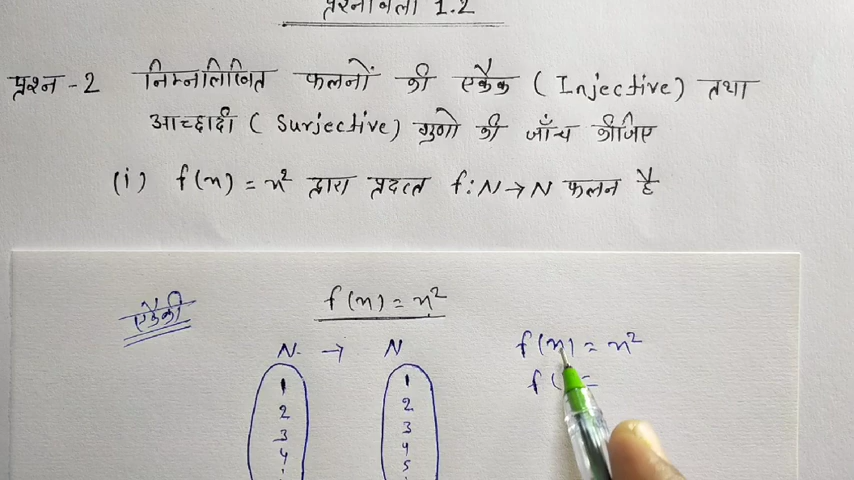 प्रश्नावली 1.2
प्रश्न - 2 निम्नलिखित फलनों की एकैक (Injective) तथा
आच्छादी (Surjective) गुणो की जाँच कीजिए
(i) f(x) = x² द्वारा प्रदत्त f: N → N फलन है
एकैकी
f(x) = x²
N → N
f(x) = x²
f( ) =
1 1
2 2
3 3
4 4
5